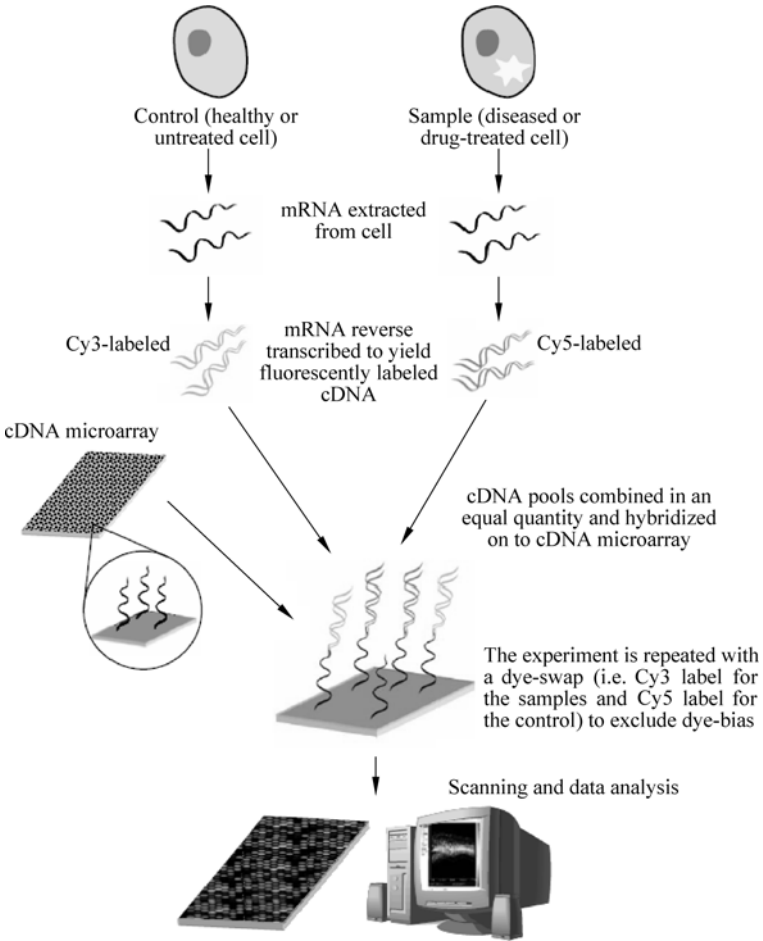 Control (healthy or
untreated cell)
Sample (diseased or
drug-treated cell)
mRNA extracted
from cell
Cy3-labeled
mRNA reverse
transcribed to yield
fluorescently labeled
cDNA
Cy5-labeled
cDNA microarray
cDNA pools combined in an
equal quantity and hybridized
on to cDNA microarray
The experiment is repeated with
a dye-swap (i.e. Cy3 label for
the samples and Cy5 label for
the control) to exclude dye-bias
Scanning and data analysis